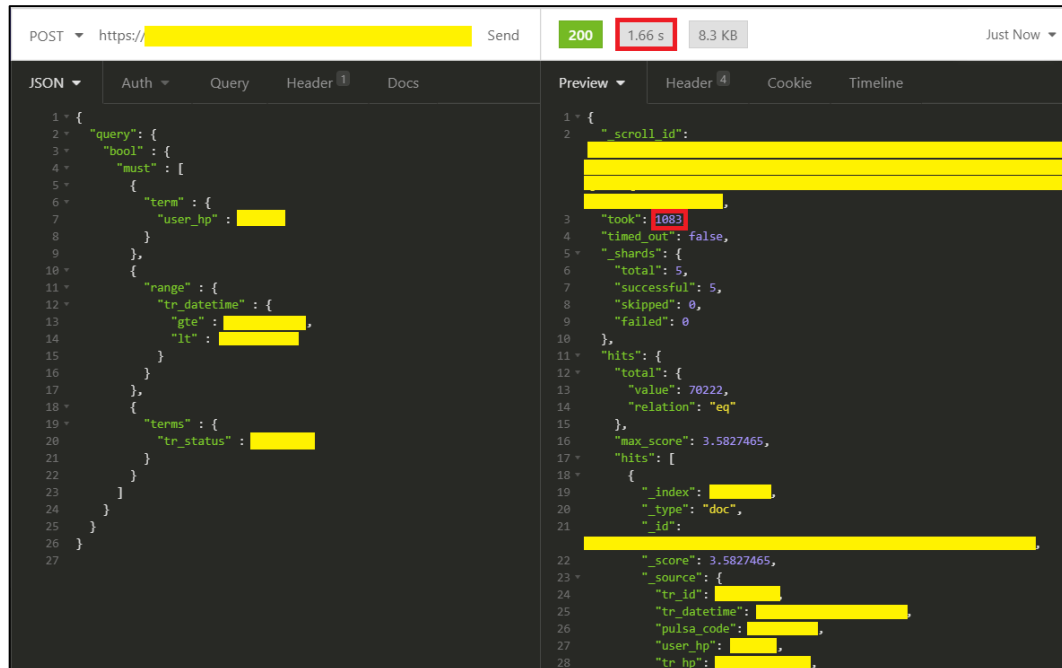 POST https:// Send
200 1.66 s 8.3 KB Just Now
JSON Auth Query Header 1 Docs
Preview Header 4 Cookie Timeline
1 {
2 "query": {
3 "bool" : {
4 "must" : [
5 {
6 "term" : {
7 "user_hp" :
8 }
9 },
10 {
11 "range" : {
12 "tr_datetime" : {
13 "gte" : ,
14 "lt" :
15 }
16 }
17 },
18 {
19 "terms" : {
20 "tr_status" :
21 }
22 }
23 ]
24 }
25 }
26 }
27
1 {
2 "_scroll_id":
,
3 "took": 1083
4 "timed_out": false,
5 "_shards": {
6 "total": 5,
7 "successful": 5,
8 "skipped": 0,
9 "failed": 0
10 },
11 "hits": {
12 "total": {
13 "value": 70222,
14 "relation": "eq"
15 },
16 "max_score": 3.5827465,
17 "hits": [
18 {
19 "_index": ,
20 "_type": "doc",
21 "_id":
,
22 "_score": 3.5827465,
23 "_source": {
24 "tr_id": ,
25 "tr_datetime": ,
26 "pulsa_code": ,
27 "user_hp": ,
28 "tr_hp": ,